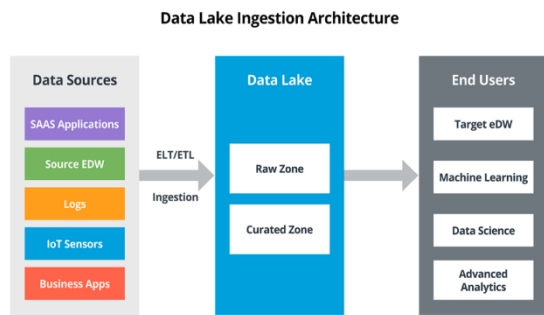 Data Lake Ingestion Architecture
Data Sources
SAAS Applications
Source EDW
Logs
IoT Sensors
Business Apps
ELT/ETL
Ingestion
Data Lake
Raw Zone
Curated Zone
End Users
Target eDW
Machine Learning
Data Science
Advanced
Analytics